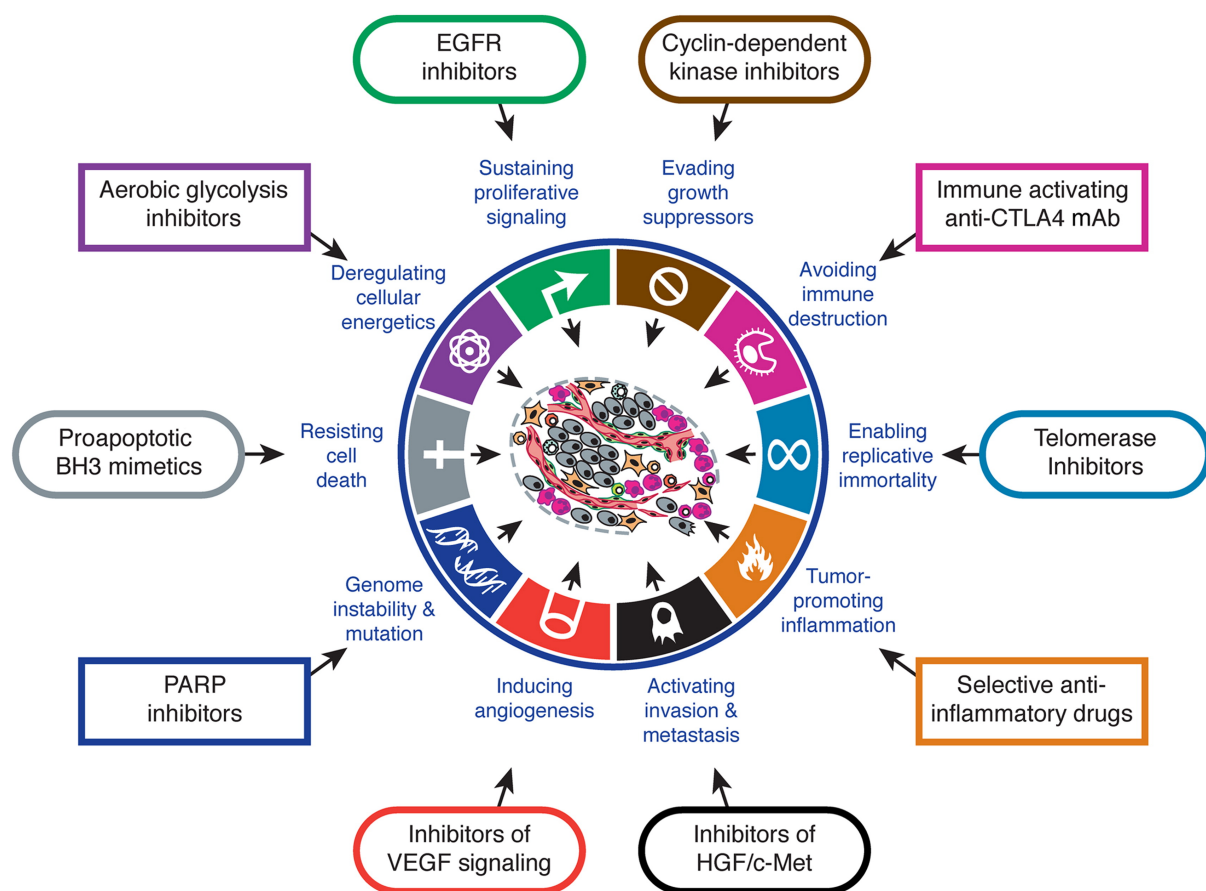 EGFR
inhibitors
Cyclin-dependent
kinase inhibitors
Sustaining
proliferative
signaling
Evading
growth
suppressors
Aerobic glycolysis
inhibitors
Immune activating
anti-CTLA4 mAb
Deregulating
cellular
energetics
Avoiding
immune
destruction
Proapoptotic
BH3 mimetics
Resisting
cell
death
Enabling
replicative
immortality
Telomerase
Inhibitors
Genome
instability &
mutation
Tumor-
promoting
inflammation
PARP
inhibitors
Inducing
angiogenesis
Activating
invasion &
metastasis
Selective anti-
inflammatory drugs
Inhibitors of
VEGF signaling
Inhibitors of
HGF/c-Met